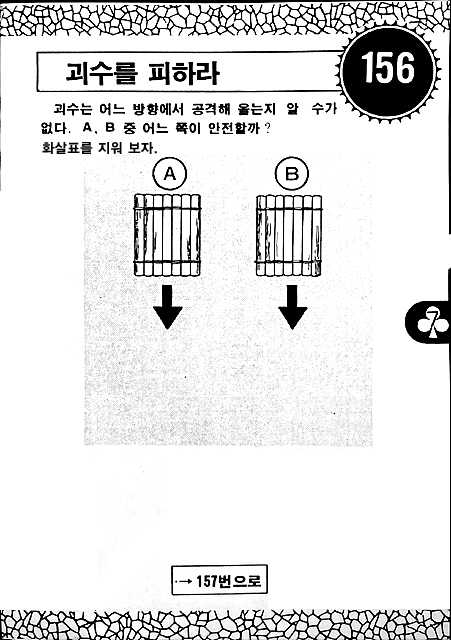 괴수를 피하라
156
괴수는 어느 방향에서 공격해 올는지 알 수가
없다. A, B 중 어느 쪽이 안전할까?
화살표를 지워 보자.
A B
7
→ 157번으로